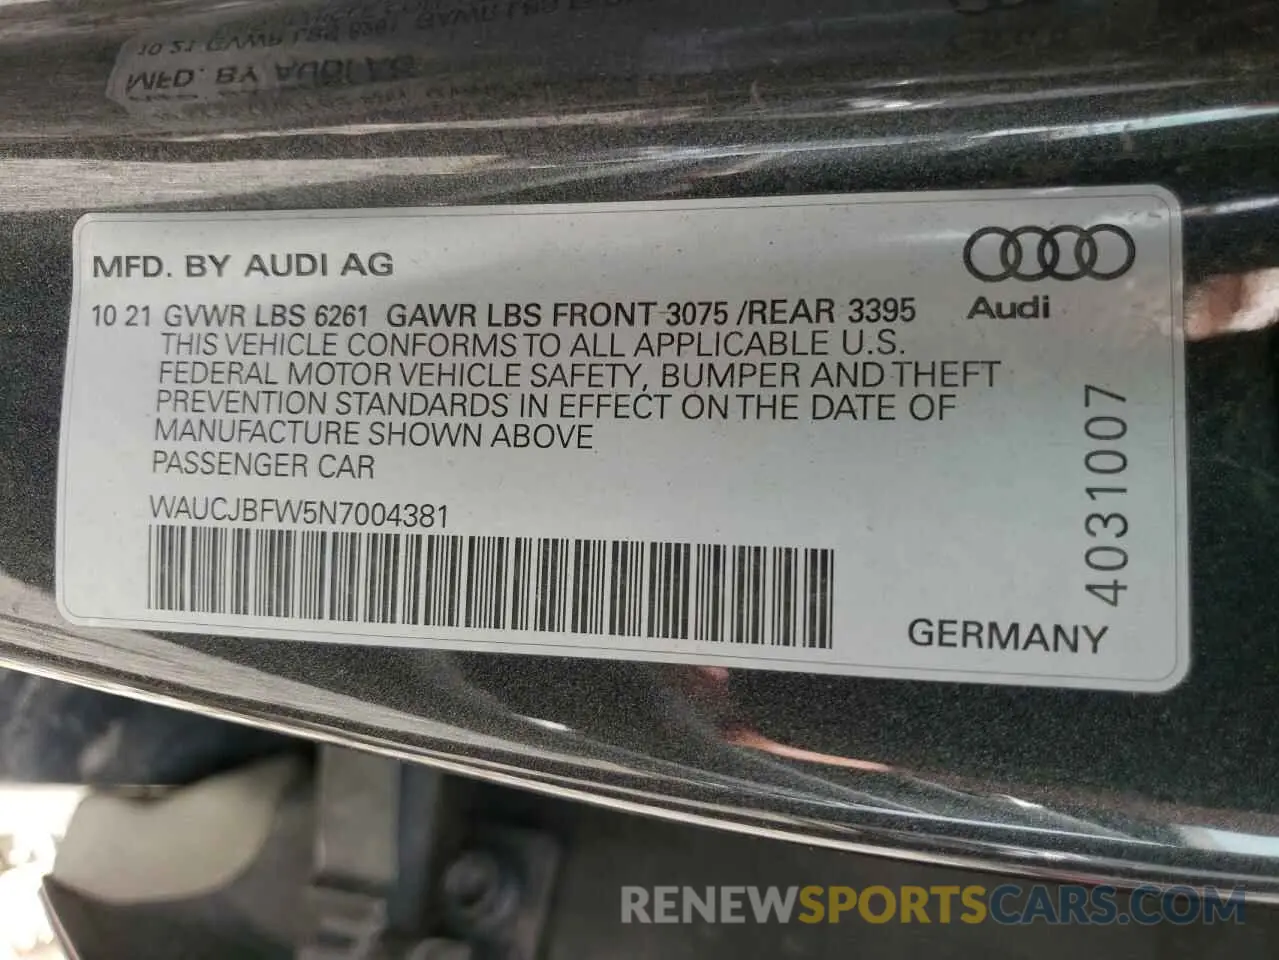 MFD. BY AUDI AG
Audi
10 21 GVWR LBS 6261 GAWR LBS FRONT 3075 /REAR 3395
THIS VEHICLE CONFORMS TO ALL APPLICABLE U.S.
FEDERAL MOTOR VEHICLE SAFETY, BUMPER AND THEFT
PREVENTION STANDARDS IN EFFECT ON THE DATE OF
MANUFACTURE SHOWN ABOVE
PASSENGER CAR
WAUCJBFW5N7004381
4031007
GERMANY
RENEWSPORTSCARS.COM